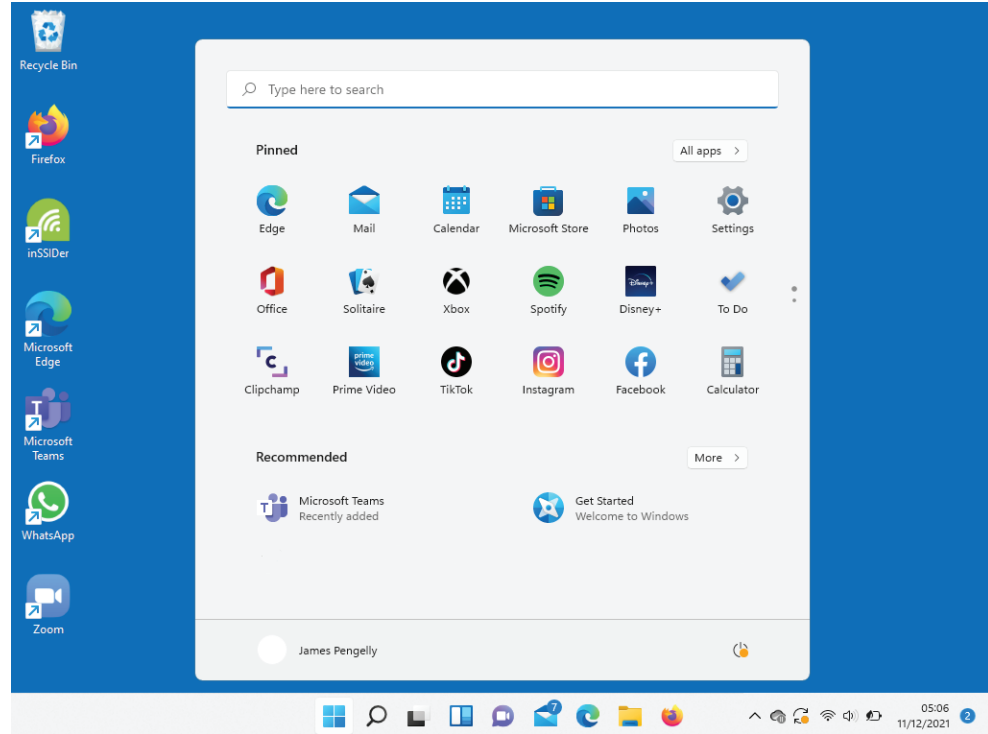 Recycle Bin
Firefox
inSSIDer
Microsoft
Edge
Microsoft
Teams
WhatsApp
Zoom
Type here to search
Pinned
All apps
Edge
Mail
Calendar
Microsoft Store
Photos
Settings
Office
Solitaire
Xbox
Spotify
Disney+
Disney+
To Do
Clipchamp
prime
video
Prime Video
TikTok
Instagram
Facebook
Calculator
Recommended
More
Microsoft Teams
Recently added
Get Started
Welcome to Windows
James Pengelly
7
05:06
11/12/2021
2